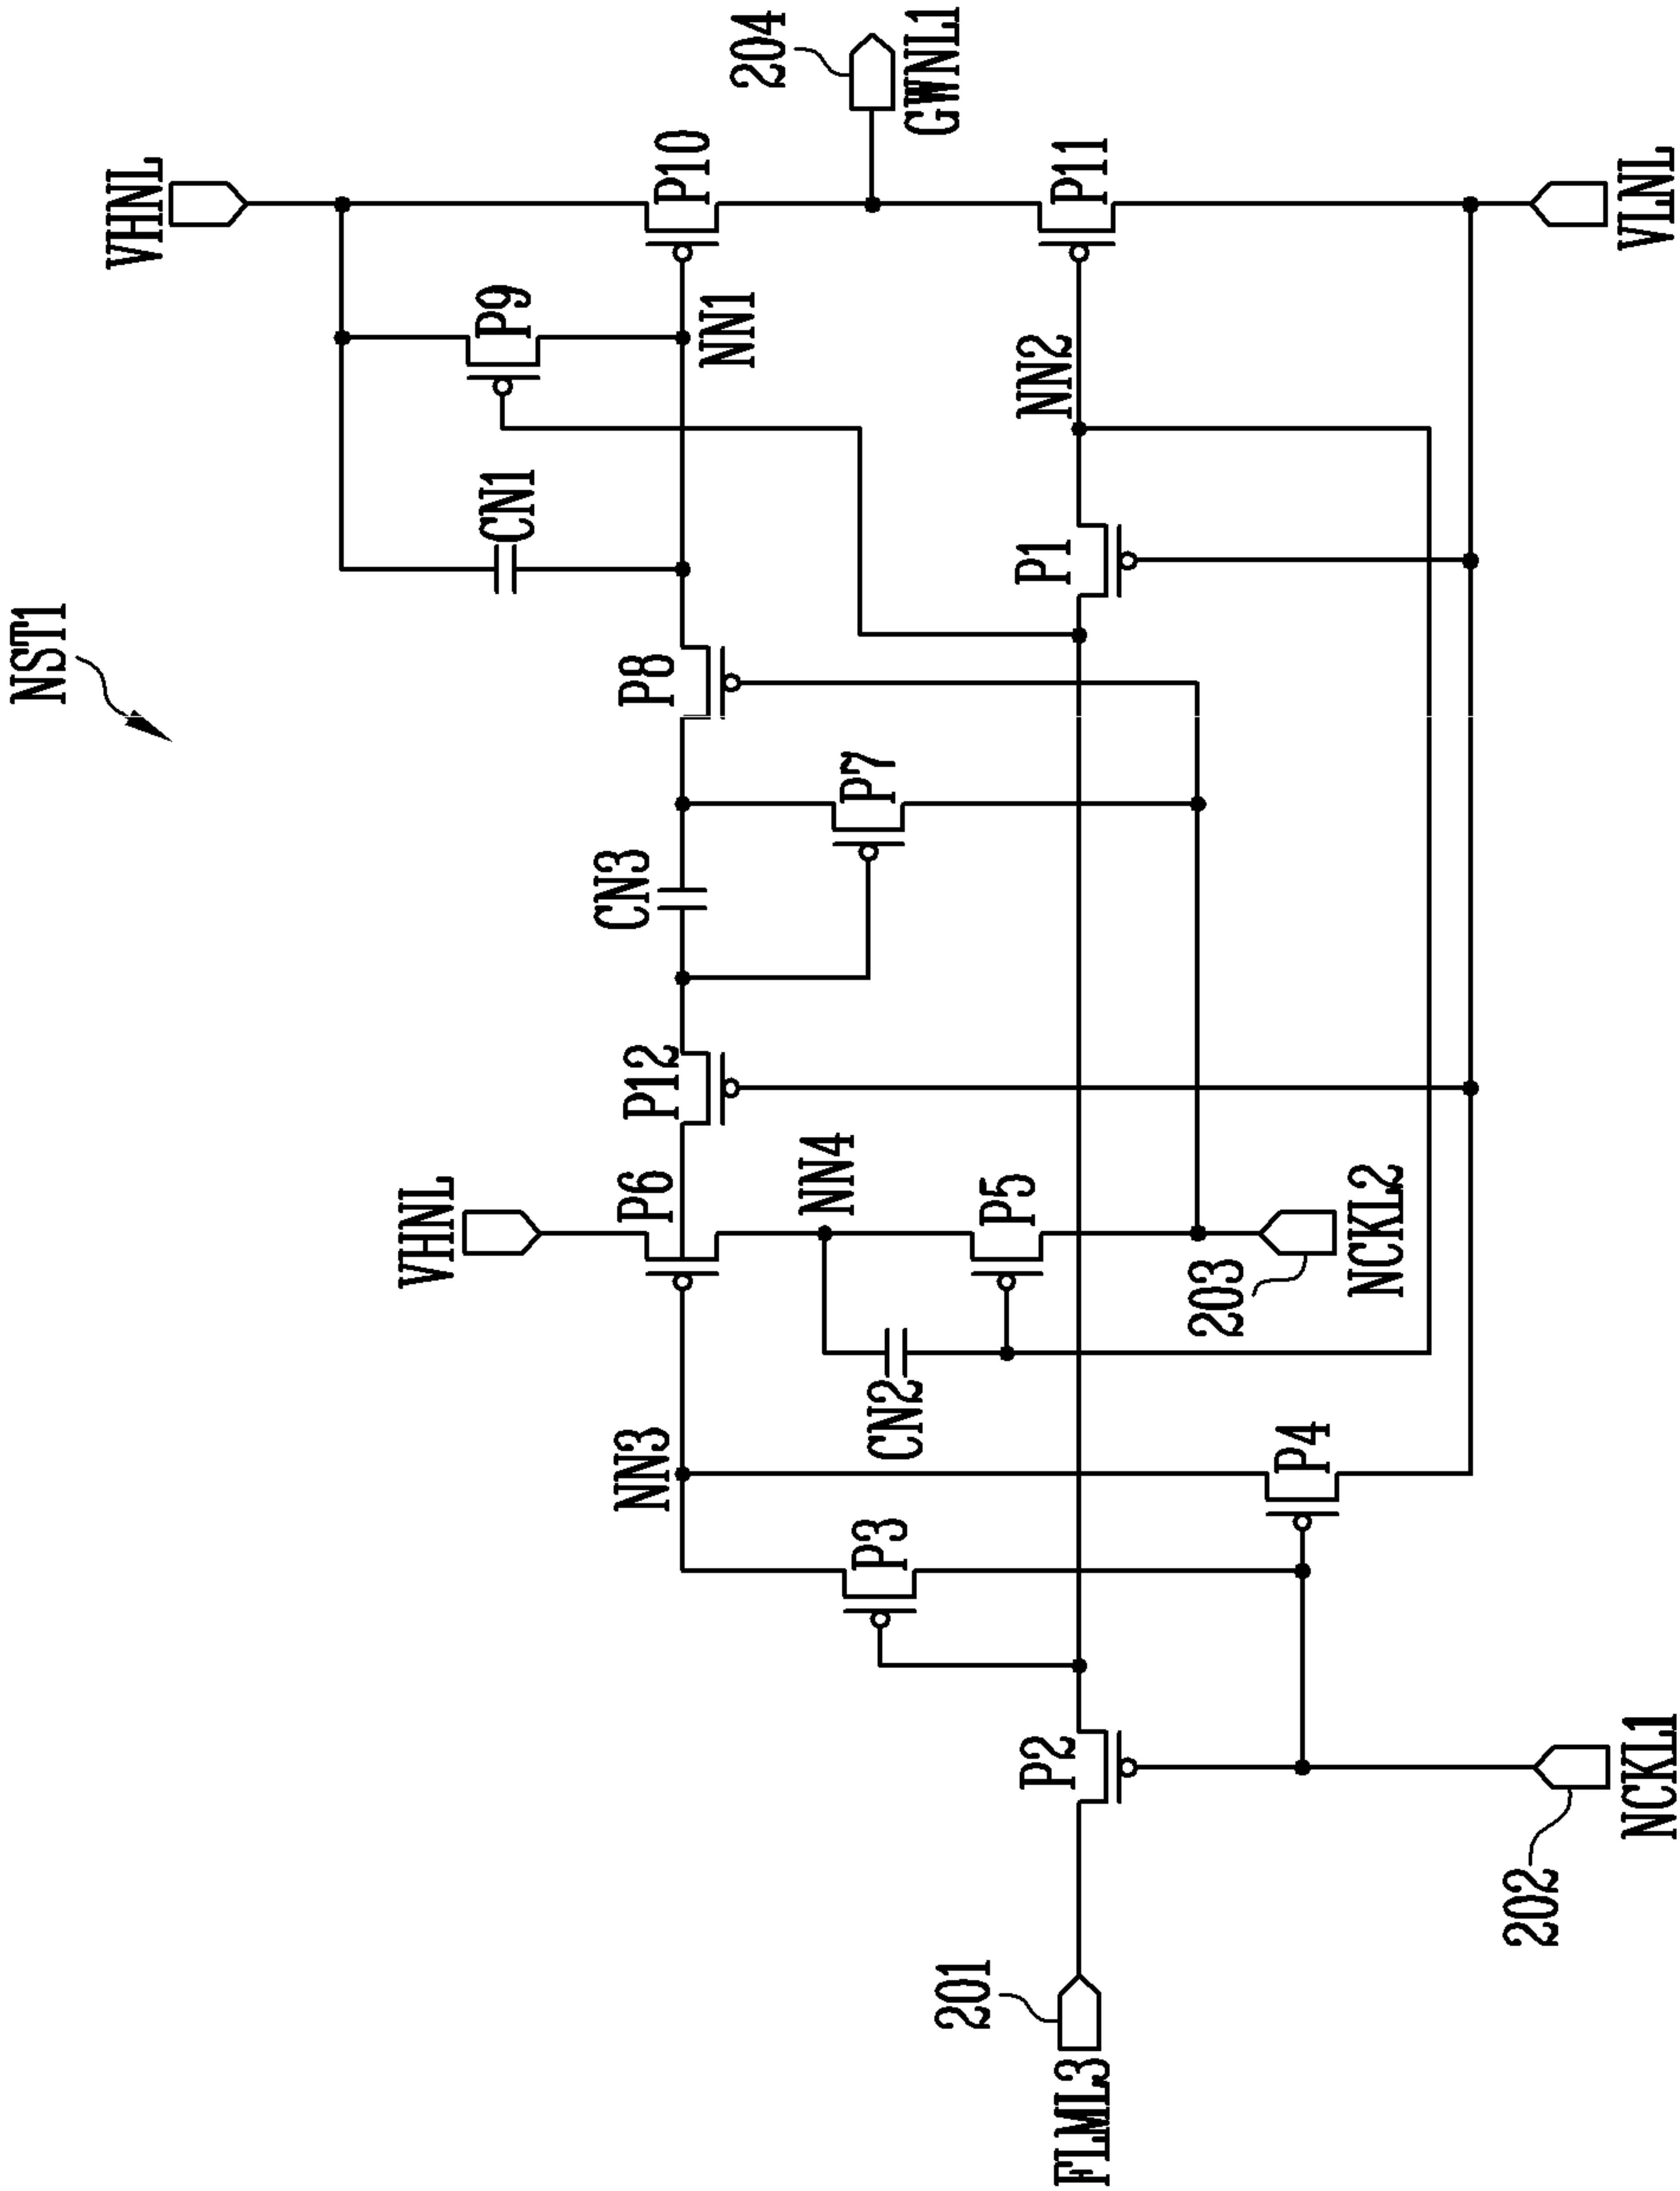 NST1
VHNL
204
P10
GWNL1
P9
NN1
CN1
NN2
P11
VLNL
P1
P8
P7
CN3
P12
VHNL
P6
NN4
P5
203
NCKL2
CN2
NN3
P4
P3
P2
NCKL1
202
201
FLML3